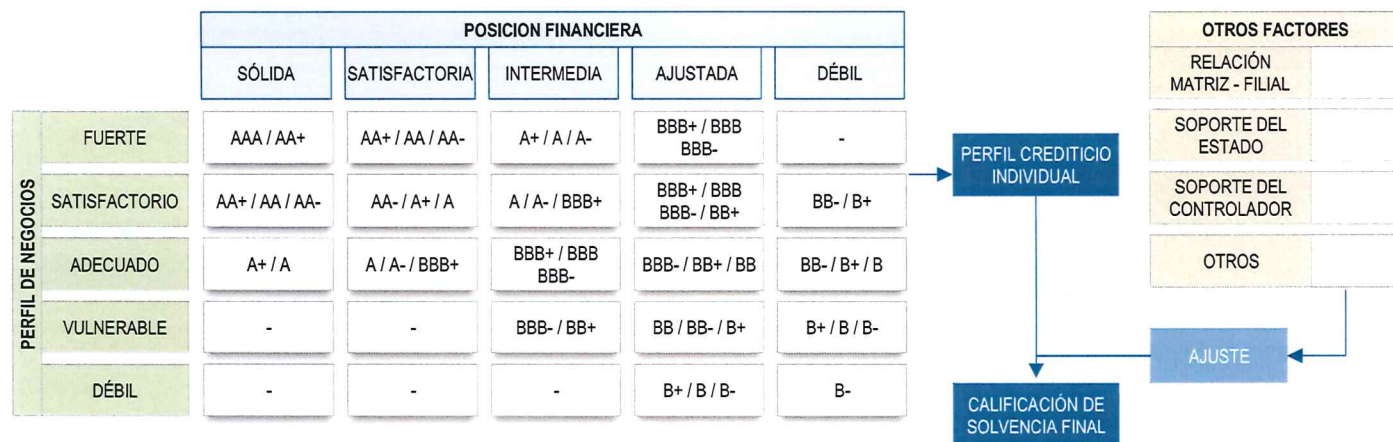 POSICION FINANCIERA
SÓLIDA
SATISFACTORIA
INTERMEDIA
AJUSTADA
DÉBIL
PERFIL DE NEGOCIOS
FUERTE
AAA / AA+
AA+ / AA / AA-
A+ / A / A-
BBB+ / BBB
BBB-
-
SATISFACTORIO
AA+ / AA / AA-
AA- / A+ / A
A / A- / BBB+
BBB+ / BBB
BBB- / BB+
BB- / B+
ADECUADO
A+ / A
A / A- / BBB+
BBB+ / BBB
BBB-
BBB- / BB+ / BB
BB- / B+ / B
VULNERABLE
-
-
BBB- / BB+
BB / BB- / B+
B+ / B / B-
DÉBIL
-
-
-
B+ / B / B-
B-
PERFIL CREDITICIO
INDIVIDUAL
CALIFICACIÓN DE
SOLVENCIA FINAL
OTROS FACTORES
RELACIÓN
MATRIZ - FILIAL
SOPORTE DEL
ESTADO
SOPORTE DEL
CONTROLADOR
OTROS
AJUSTE